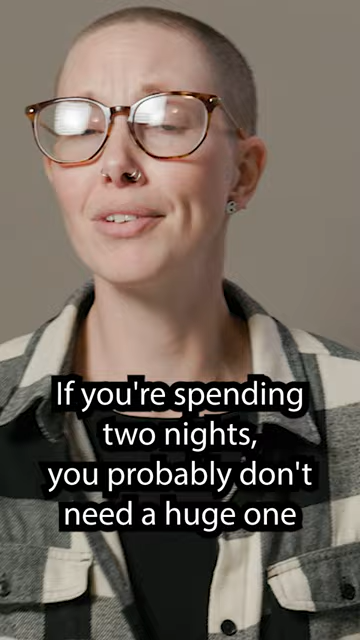 If you're spending
two nights,
you probably don't
need a huge one